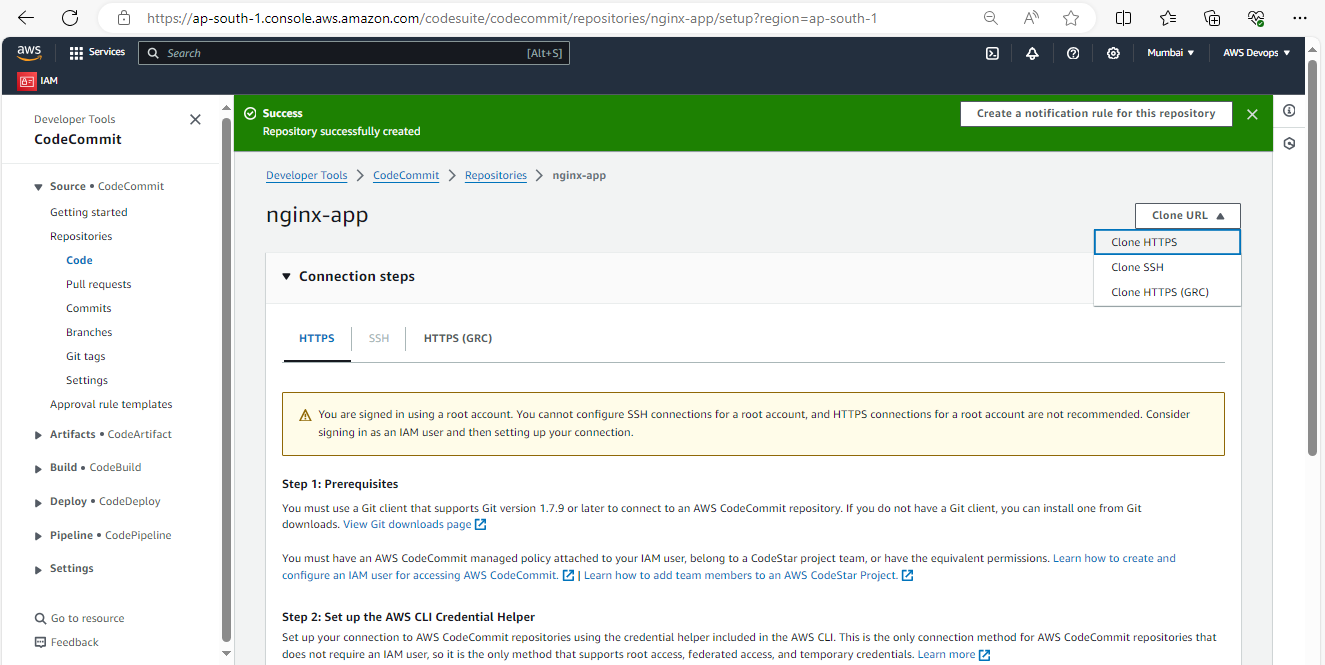 https://ap-south-1.console.aws.amazon.com/codesuite/codecommit/repositories/nginx-app/setup?region=ap-south-1
aws
Services
Search
[Alt+S]
Mumbai
AWS Devops
IAM
Developer Tools
CodeCommit
Source • CodeCommit
Getting started
Repositories
Code
Pull requests
Commits
Branches
Git tags
Settings
Approval rule templates
Artifacts • CodeArtifact
Build • CodeBuild
Deploy • CodeDeploy
Pipeline • CodePipeline
Settings
Go to resource
Feedback
Success
Repository successfully created
Create a notification rule for this repository
Developer Tools > CodeCommit > Repositories > nginx-app
nginx-app
Clone URL
Clone HTTPS
Clone SSH
Clone HTTPS (GRC)
Connection steps
HTTPS
SSH
HTTPS (GRC)
You are signed in using a root account. You cannot configure SSH connections for a root account, and HTTPS connections for a root account are not recommended. Consider
signing in as an IAM user and then setting up your connection.
Step 1: Prerequisites
You must use a Git client that supports Git version 1.7.9 or later to connect to an AWS CodeCommit repository. If you do not have a Git client, you can install one from Git
downloads. View Git downloads page
You must have an AWS CodeCommit managed policy attached to your IAM user, belong to a CodeStar project team, or have the equivalent permissions. Learn how to create and
configure an IAM user for accessing AWS CodeCommit. | Learn how to add team members to an AWS CodeStar Project.
Step 2: Set up the AWS CLI Credential Helper
Set up your connection to AWS CodeCommit repositories using the credential helper included in the AWS CLI. This is the only connection method for AWS CodeCommit repositories that
does not require an IAM user, so it is the only method that supports root access, federated access, and temporary credentials. Learn more